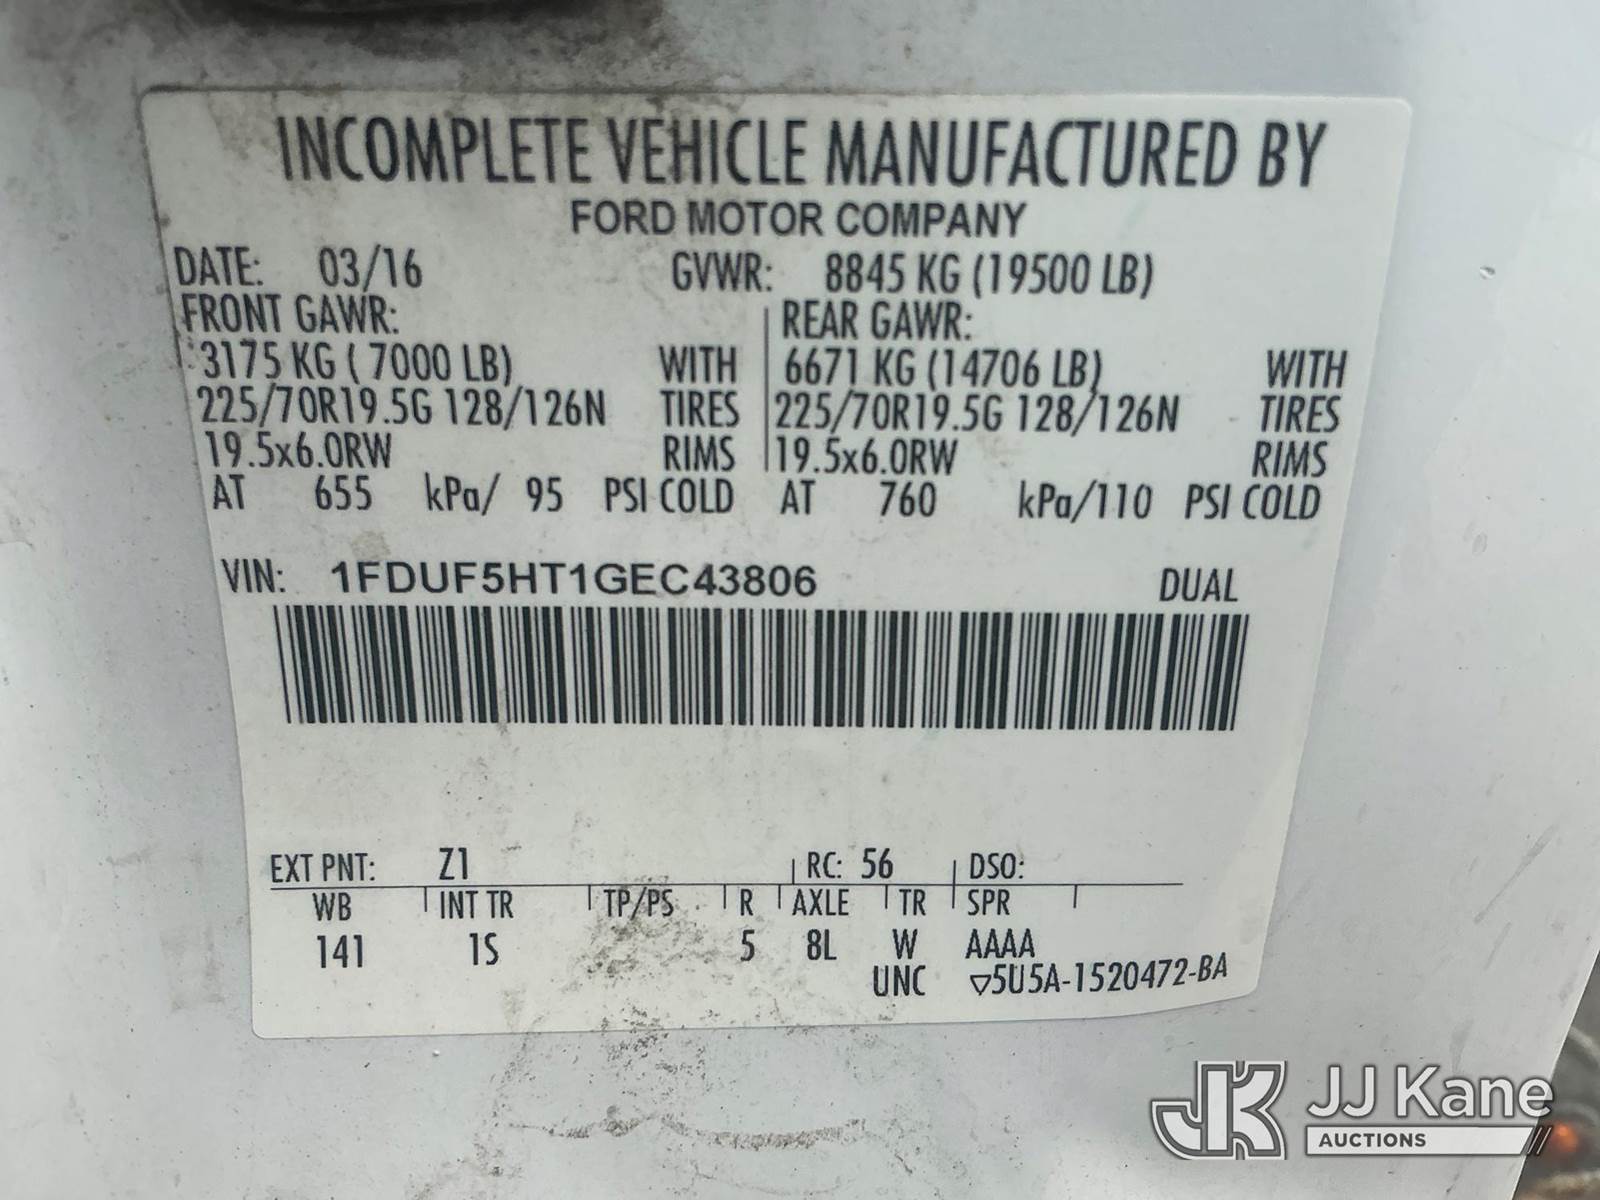 INCOMPLETE VEHICLE MANUFACTURED BY
FORD MOTOR COMPANY
DATE: 03/16 GVWR: 8845 KG (19500 LB)
FRONT GAWR: REAR GAWR:
3175 KG ( 7000 LB) WITH 6671 KG (14706 LB) WITH
225/70R19.5G 128/126N TIRES 225/70R19.5G 128/126N TIRES
19.5x6.0RW RIMS 19.5x6.0RW RIMS
AT 655 kPa/ 95 PSI COLD AT 760 kPa/110 PSI COLD
VIN: 1FDUF5HT1GEC43806 DUAL
EXT PNT: Z1 RC: 56 DSO:
WB INT TR TP/PS R AXLE TR SPR
141 1S 5 8L W AAAA
UNC ▽5U5A-1520472-BA
JK JJ Kane
AUCTIONS